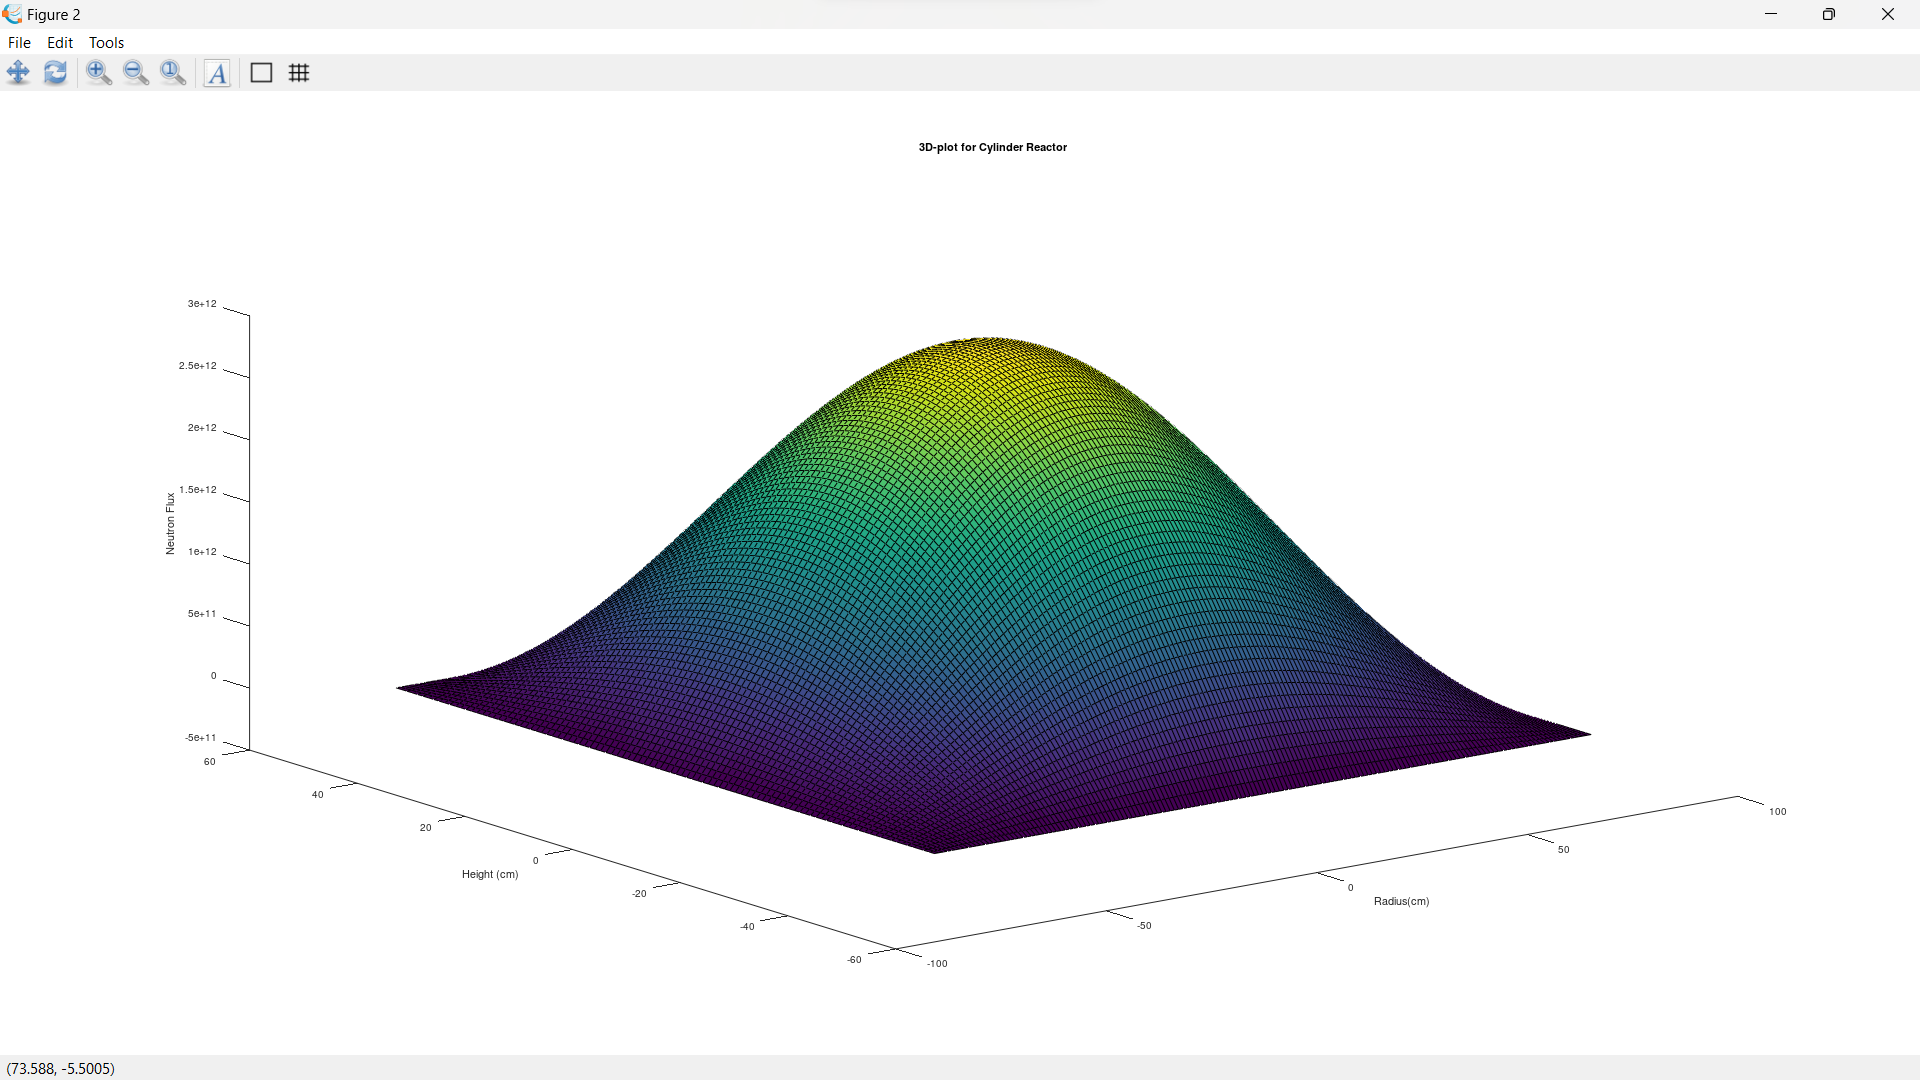 Figure 2
File Edit Tools
A
3D-plot for Cylinder Reactor
3e+12
2.5e+12
2e+12
1.5e+12
1e+12
5e+11
0
-5e+11
Neutron Flux
60
40
20
0
-20
-40
-60
Height (cm)
-100
-50
0
50
100
Radius(cm)
(73.588, -5.5005)